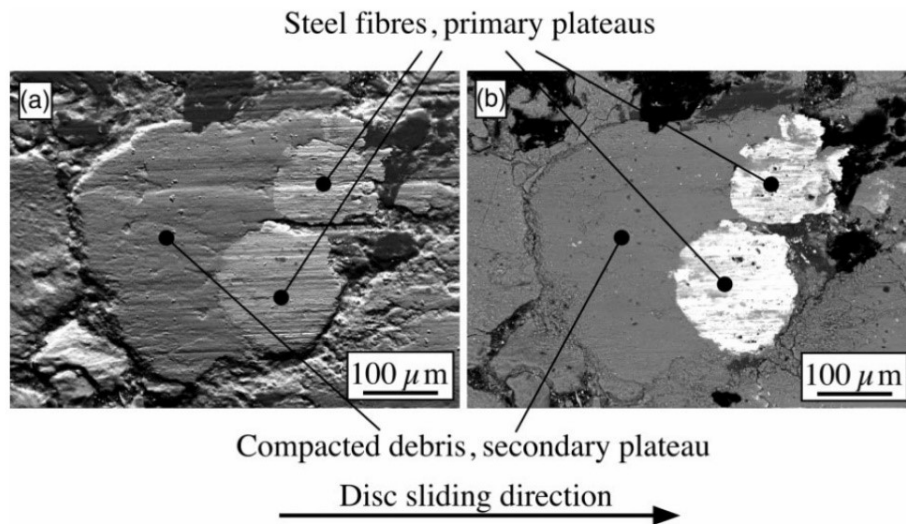 Steel fibres, primary plateaus
(a)
(b)
100 μm
100 μm
Compacted debris, secondary plateau
Disc sliding direction